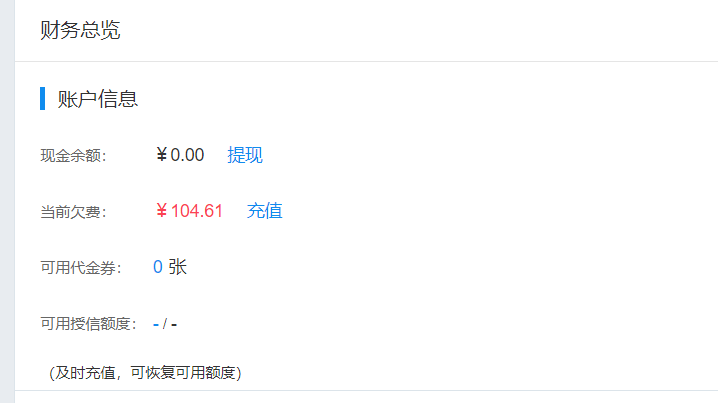 财务总览
账户信息
现金余额： ￥0.00 提现
当前欠费： ￥104.61 充值
可用代金券： 0 张
可用授信额度： - / -
（及时充值，可恢复可用额度）